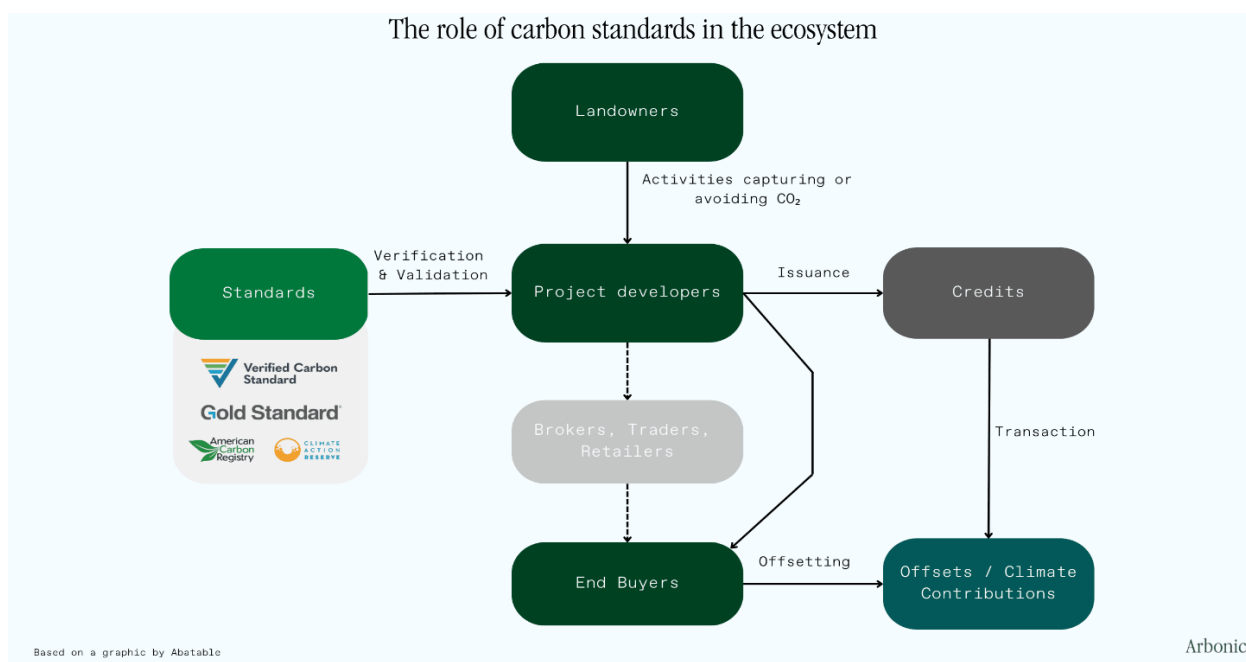 The role of carbon standards in the ecosystem
Landowners
Activities capturing or
avoiding CO₂
Verification
& Validation
Standards
Project developers
Issuance
Credits
Verified Carbon
Standard
Gold Standard®
American
Carbon
Registry
CLIMATE
ACTION
RESERVE
Brokers, Traders,
Retailers
Transaction
End Buyers
Offsetting
Offsets / Climate
Contributions
Based on a graphic by Abatable
Arbonic